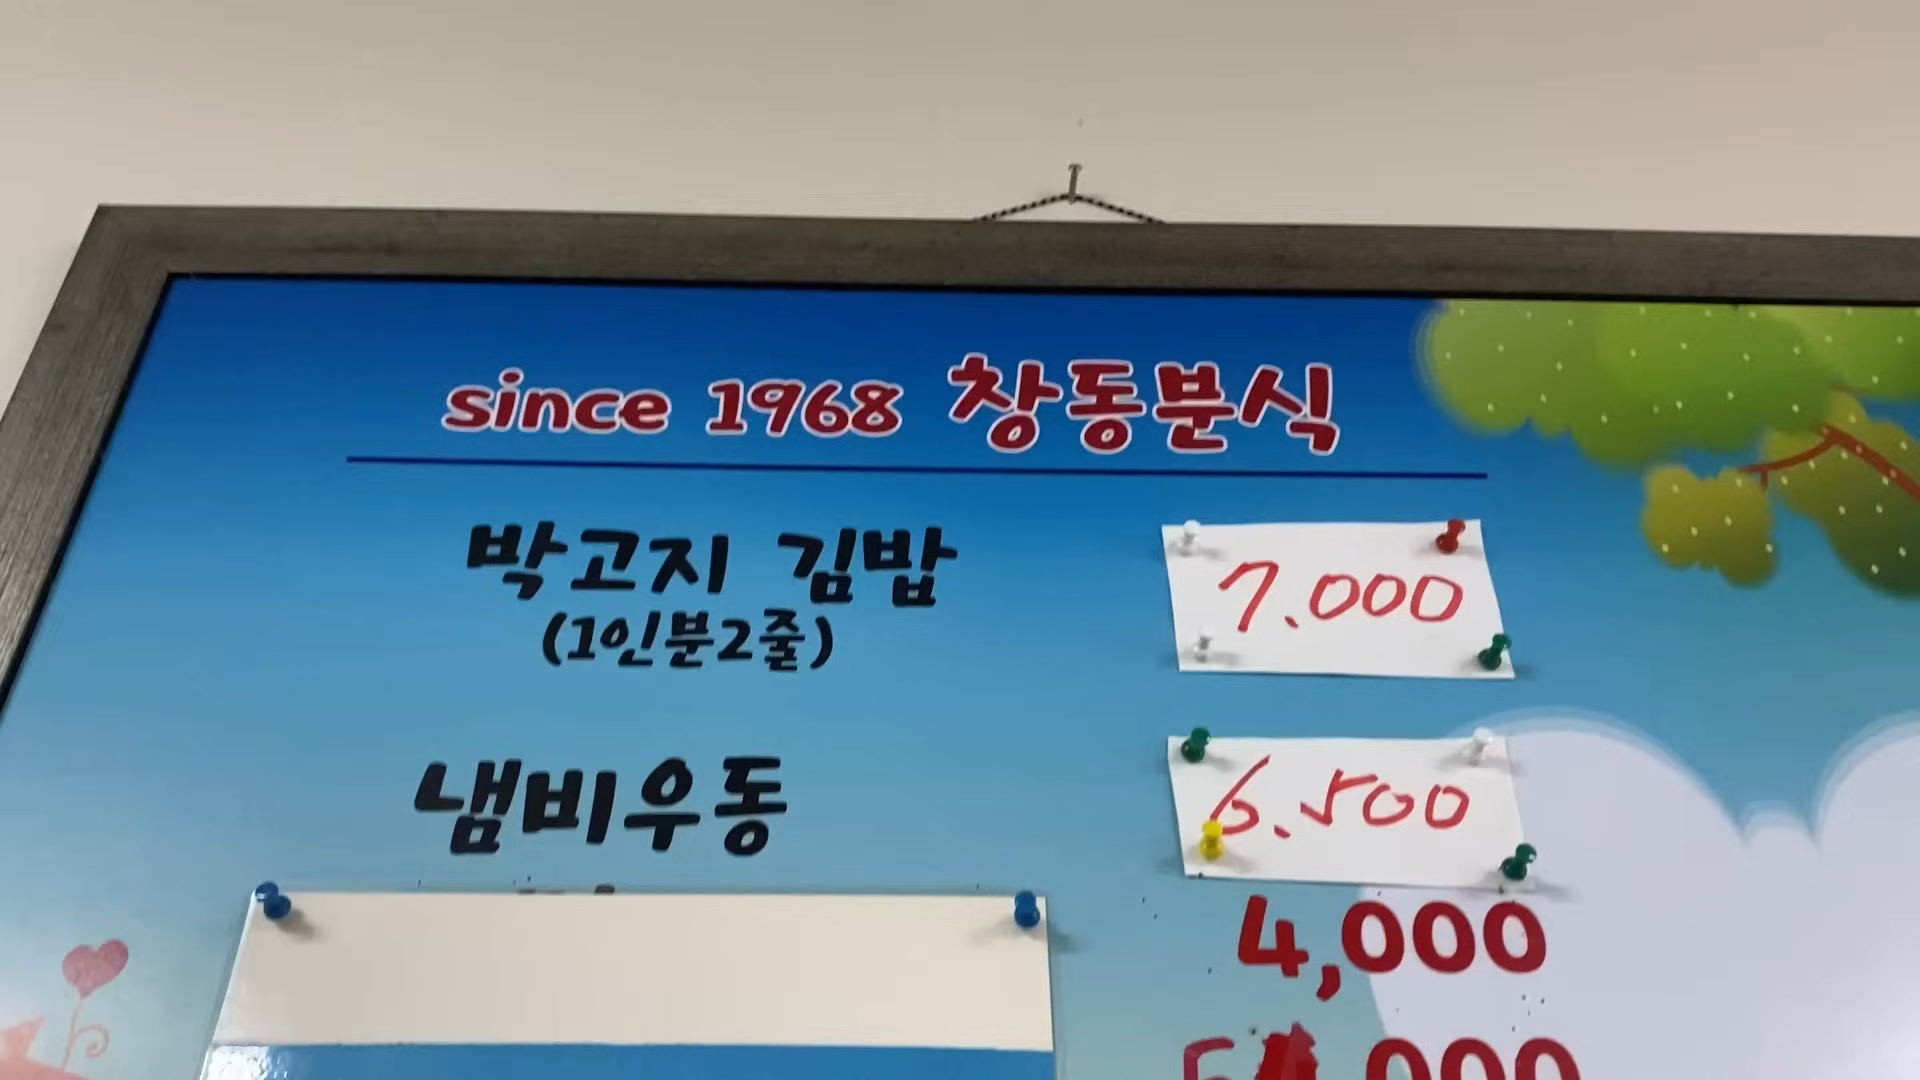 since 1968 창동분식
박고지 김밥 7.000
(1인분2줄)
냄비우동 6.500
4,000